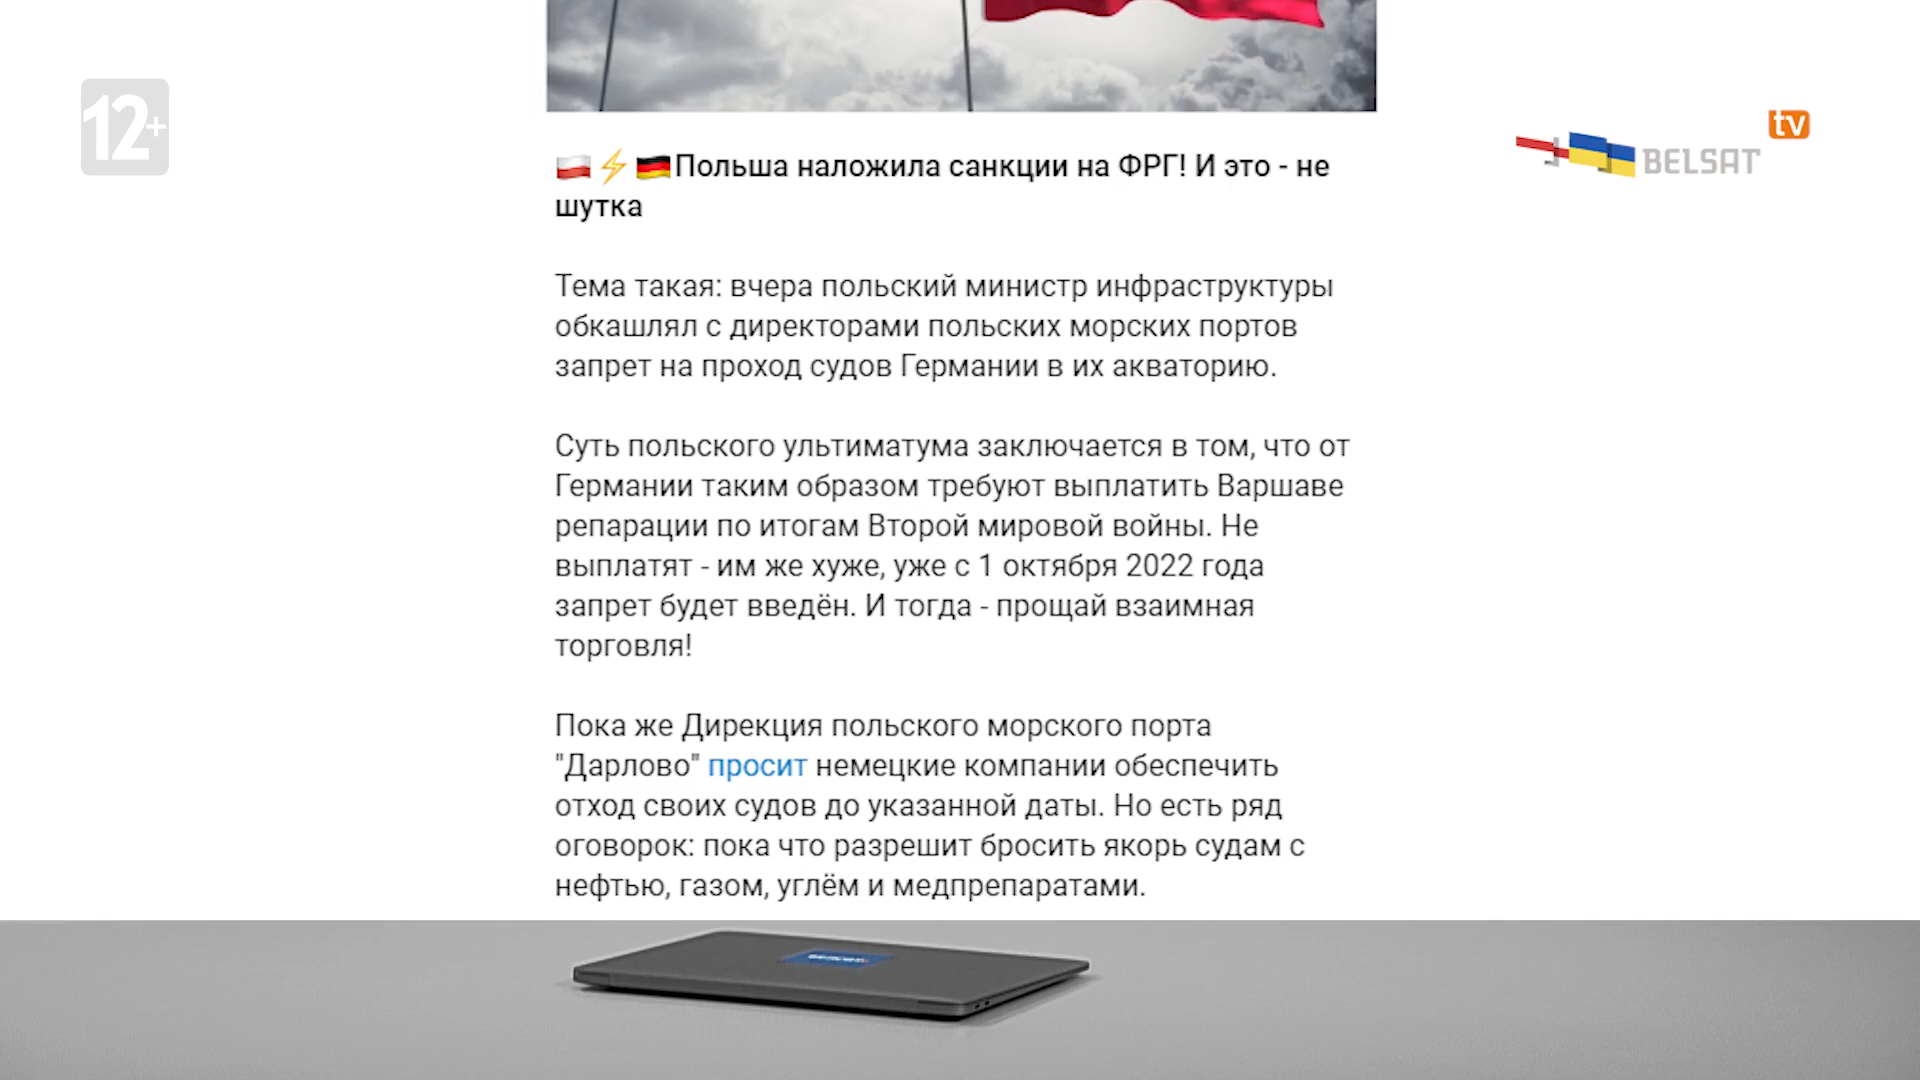 12+
tv
BELSAT
🇵🇱⚡🇩🇪Польша наложила санкции на ФРГ! И это - не
шутка
Тема такая: вчера польский министр инфраструктуры
обкашлял с директорами польских морских портов
запрет на проход судов Германии в их акваторию.
Суть польского ультиматума заключается в том, что от
Германии таким образом требуют выплатить Варшаве
репарации по итогам Второй мировой войны. Не
выплатят - им же хуже, уже с 1 октября 2022 года
запрет будет введён. И тогда - прощай взаимная
торговля!
Пока же Дирекция польского морского порта
"Дарлово" просит немецкие компании обеспечить
отход своих судов до указанной даты. Но есть ряд
оговорок: пока что разрешит бросить якорь судам с
нефтью, газом, углём и медпрепаратами.